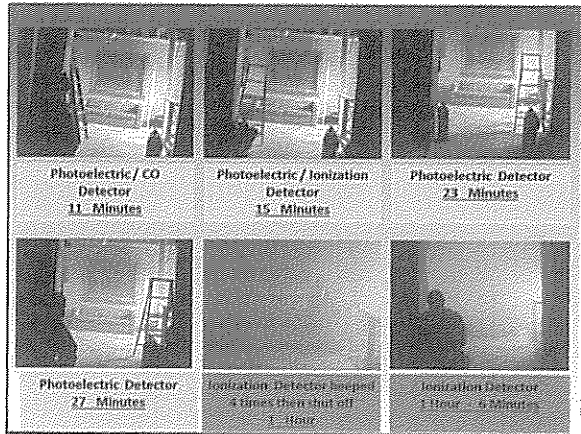 Photoelectric / CO
Detector
11 Minutes
Photoelectric / Ionization
Detector
15 Minutes
Photoelectric Detector
23 Minutes
Photoelectric Detector
27 Minutes
Ionization Detector beeped
4 times then shut off
1 Hour
Ionization Detector
1 Hour - 6 Minutes